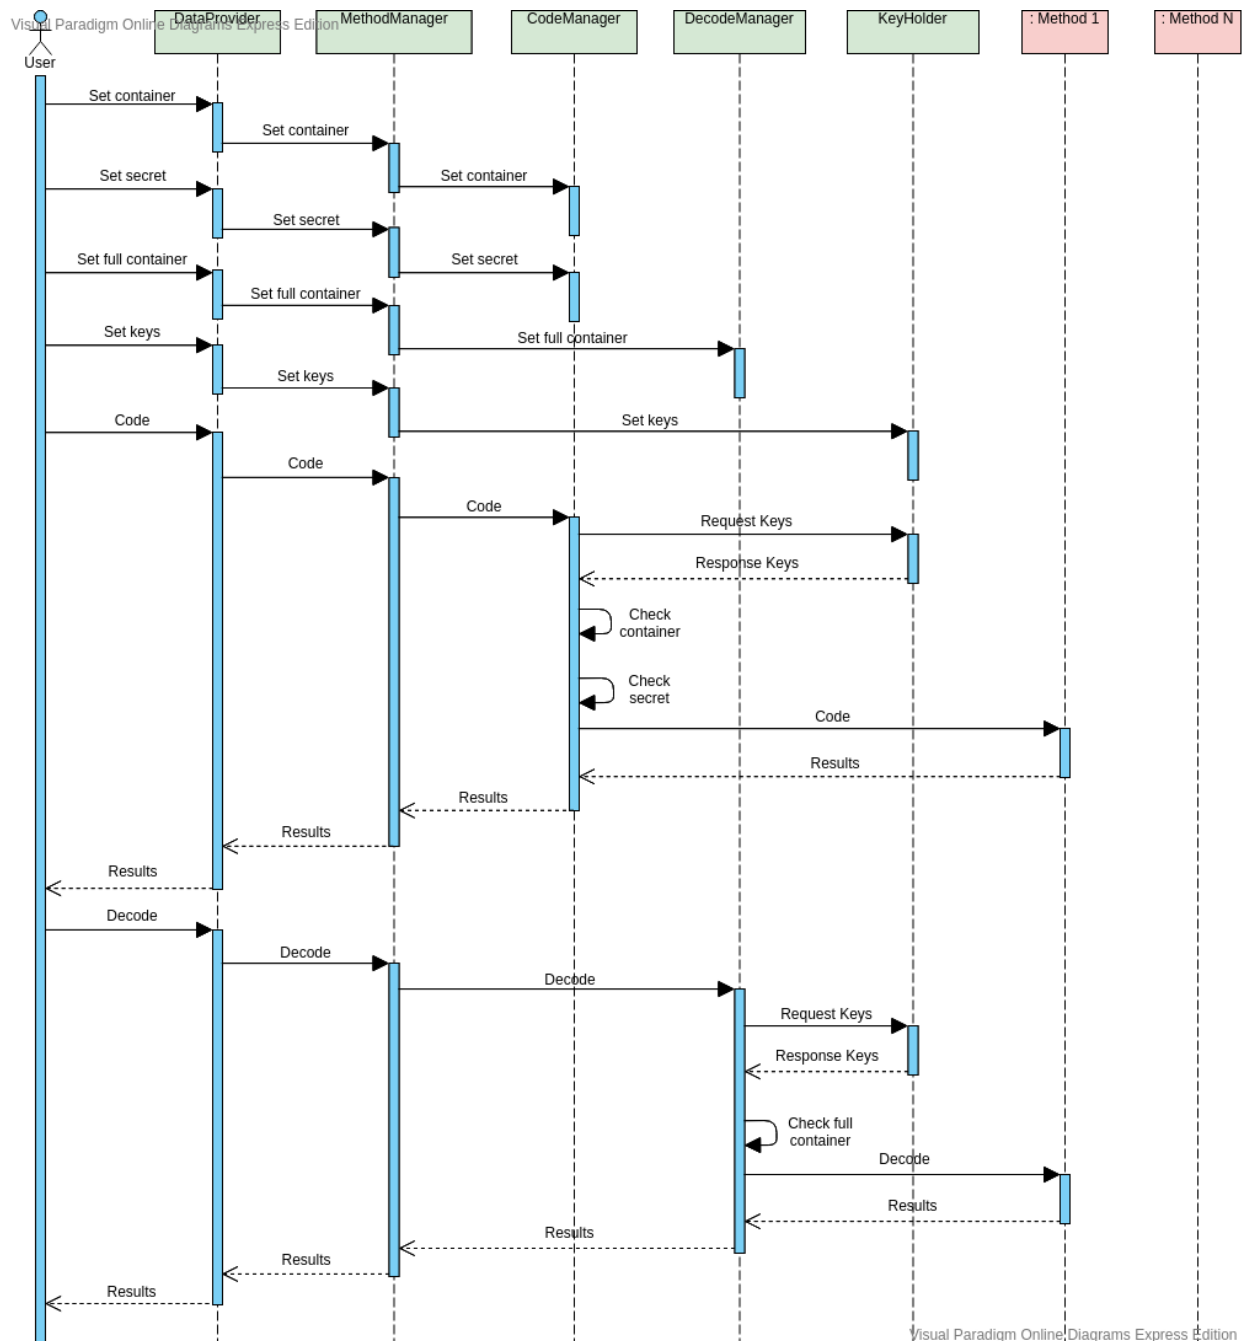 Visual Paradigm Online Diagrams Express Edition
DataProvider
MethodManager
CodeManager
DecodeManager
KeyHolder
: Method 1
: Method N
User
Set container
Set container
Set container
Set secret
Set secret
Set secret
Set full container
Set full container
Set full container
Set keys
Set keys
Set keys
Code
Code
Code
Request Keys
Response Keys
Check
container
Check
secret
Code
Results
Results
Results
Results
Decode
Decode
Decode
Request Keys
Response Keys
Check full
container
Decode
Results
Results
Results
Results
Visual Paradigm Online Diagrams Express Edition